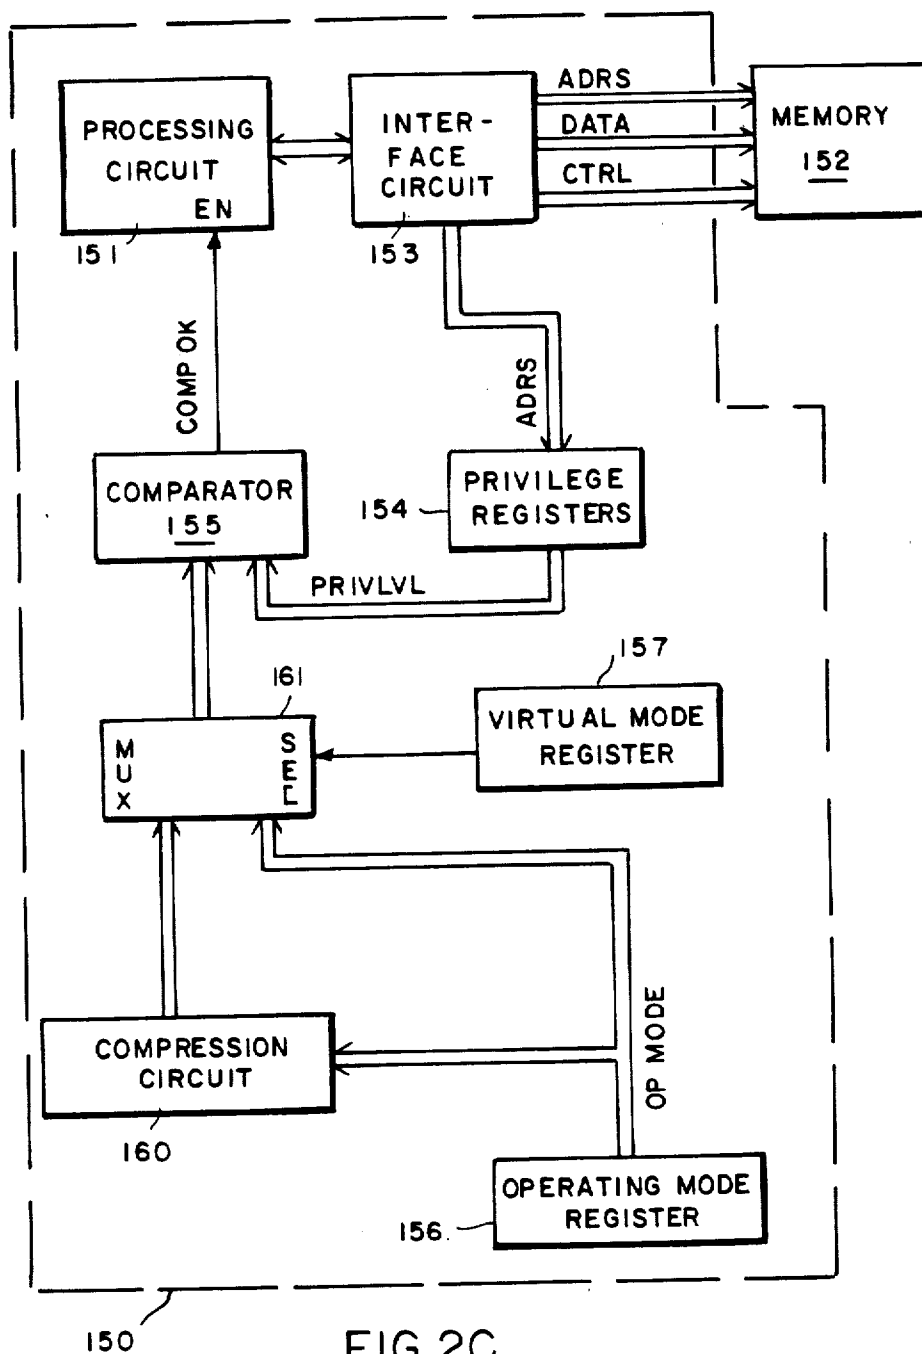 PROCESSING
CIRCUIT
EN
151
INTER-
FACE
CIRCUIT
153
ADRS
DATA
CTRL
MEMORY
152
COMP OK
ADRS
COMPARATOR
155
154
PRIVILEGE
REGISTERS
PRIVLVL
161
MUX
SEL
157
VIRTUAL MODE
REGISTER
COMPRESSION
CIRCUIT
160
OP MODE
OPERATING MODE
REGISTER
156.
150
FIG. 2C